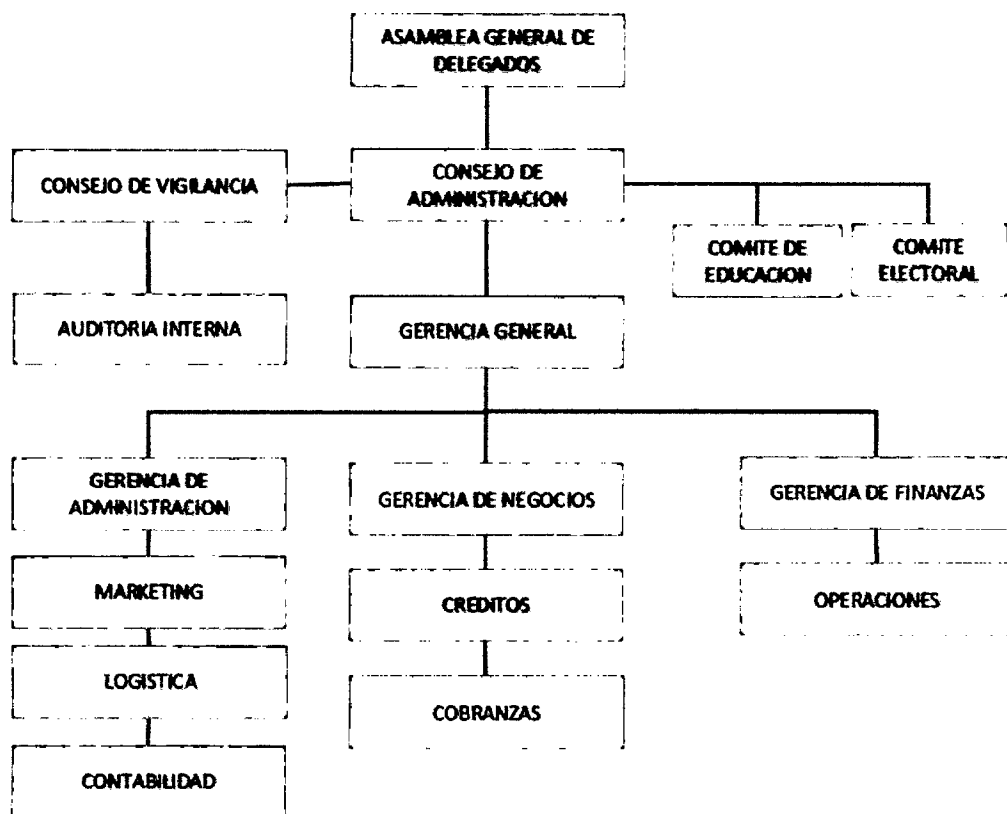 ASAMBLEA GENERAL DE
DELEGADOS
CONSEJO DE VIGILANCIA
CONSEJO DE
ADMINISTRACION
COMITE DE
EDUCACION
COMITE
ELECTORAL
AUDITORIA INTERNA
GERENCIA GENERAL
GERENCIA DE
ADMINISTRACION
GERENCIA DE NEGOCIOS
GERENCIA DE FINANZAS
MARKETING
CREDITOS
OPERACIONES
LOGISTICA
COBRANZAS
CONTABILIDAD